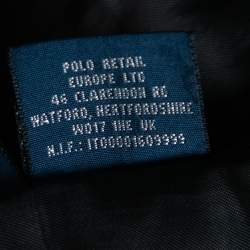 POLO RETAIL
EUROPE LTD
46 CLARENDON RD
WATFORD, HERTFORDSHIRE
WD17 1HE UK
N.I.F.: IT00001609999